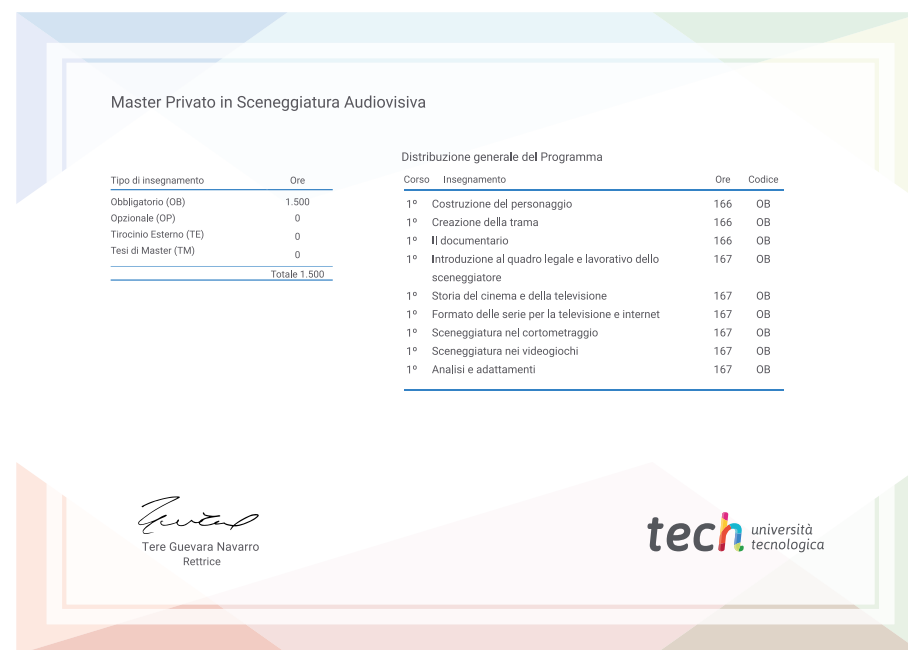 Master Privato in Sceneggiatura Audiovisiva
Tipo di insegnamento Ore
Obbligatorio (OB) 1.500
Opzionale (OP) 0
Tirocinio Esterno (TE) 0
Tesi di Master (TM) 0
Totale 1.500
Distribuzione generale del Programma
Corso Insegnamento Ore Codice
1º Costruzione del personaggio 166 OB
1º Creazione della trama 166 OB
1º Il documentario 166 OB
1º Introduzione al quadro legale e lavorativo dello 167 OB
sceneggiatore
1º Storia del cinema e della televisione 167 OB
1º Formato delle serie per la televisione e internet 167 OB
1º Sceneggiatura nel cortometraggio 167 OB
1º Sceneggiatura nei videogiochi 167 OB
1º Analisi e adattamenti 167 OB
Tere Guevara Navarro
Rettrice
tech università
tecnologica